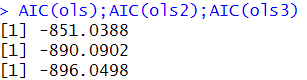 > AIC(ols);AIC(ols2);AIC(ols3)
[1] -851.0388
[1] -890.0902
[1] -896.0498